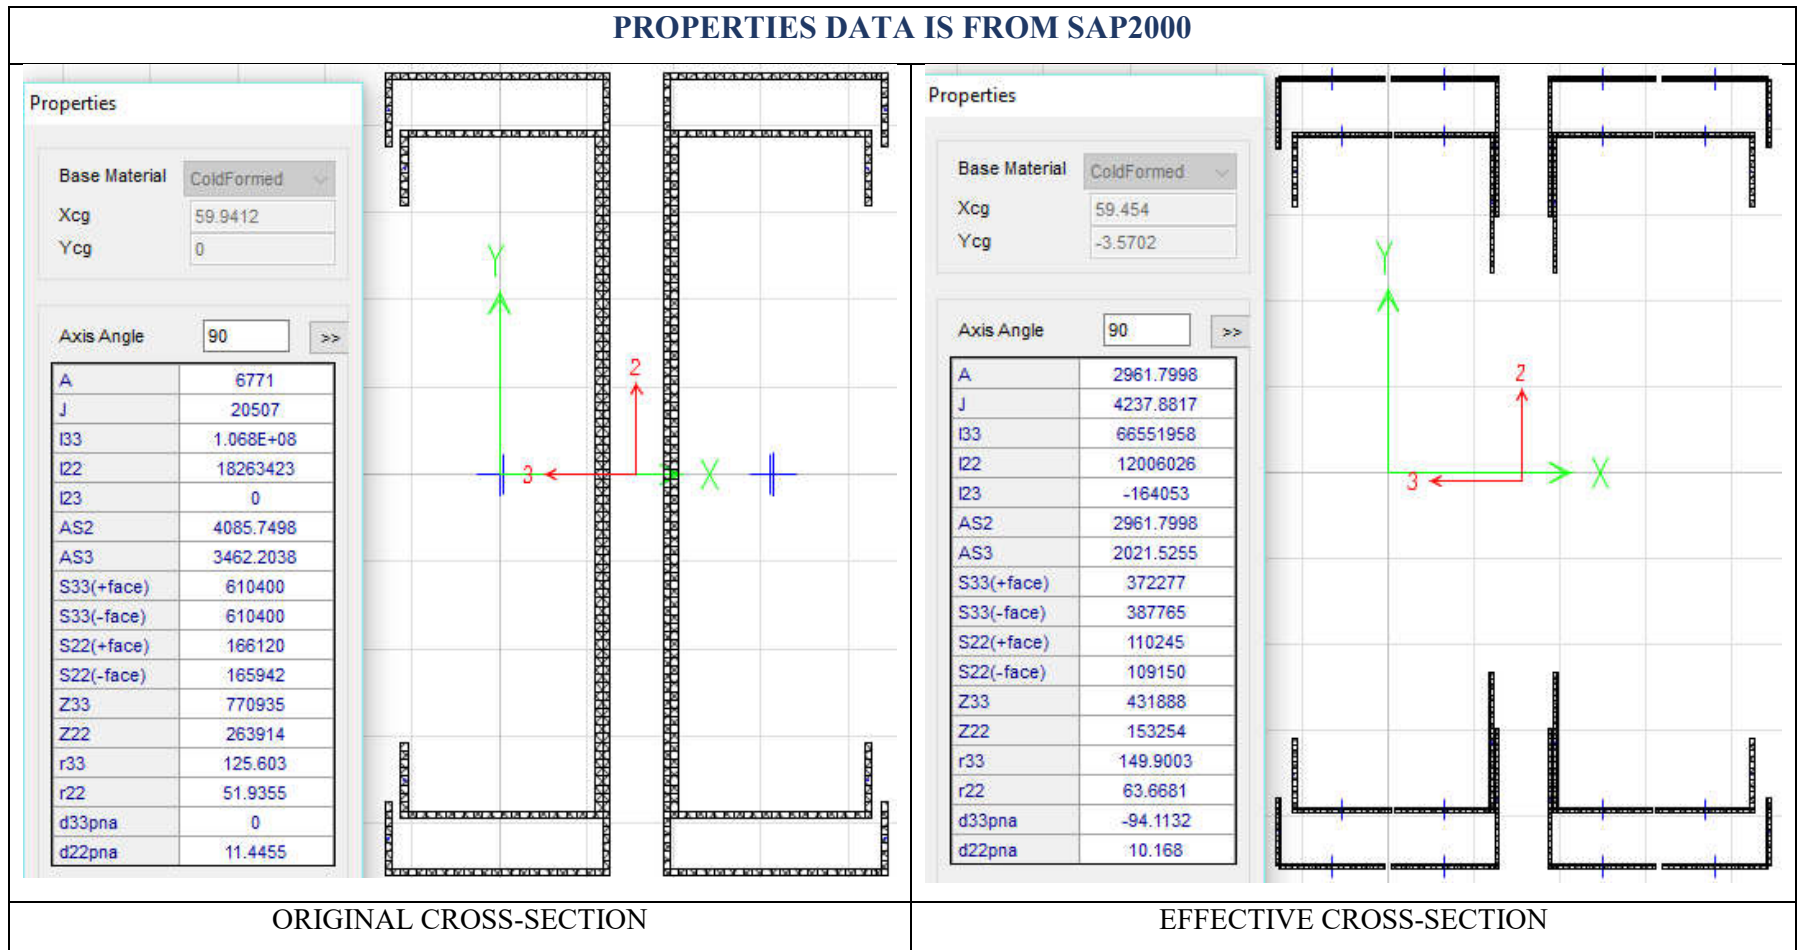 PROPERTIES DATA IS FROM SAP2000
Properties
Base Material ColdFormed
Xcg 59.9412
Ycg 0
Axis Angle 90 >>
A 6771
J 20507
I33 1.068E+08
I22 18263423
I23 0
AS2 4085.7498
AS3 3462.2038
S33(+face) 610400
S33(-face) 610400
S22(+face) 166120
S22(-face) 165942
Z33 770935
Z22 263914
r33 125.603
r22 51.9355
d33pna 0
d22pna 11.4455
Y
2
3
X
ORIGINAL CROSS-SECTION
Properties
Base Material ColdFormed
Xcg 59.454
Ycg -3.5702
Axis Angle 90 >>
A 2961.7998
J 4237.8817
I33 66551958
I22 12006026
I23 -164053
AS2 2961.7998
AS3 2021.5255
S33(+face) 372277
S33(-face) 387765
S22(+face) 110245
S22(-face) 109150
Z33 431888
Z22 153254
r33 149.9003
r22 63.6681
d33pna -94.1132
d22pna 10.168
Y
2
3
X
EFFECTIVE CROSS-SECTION